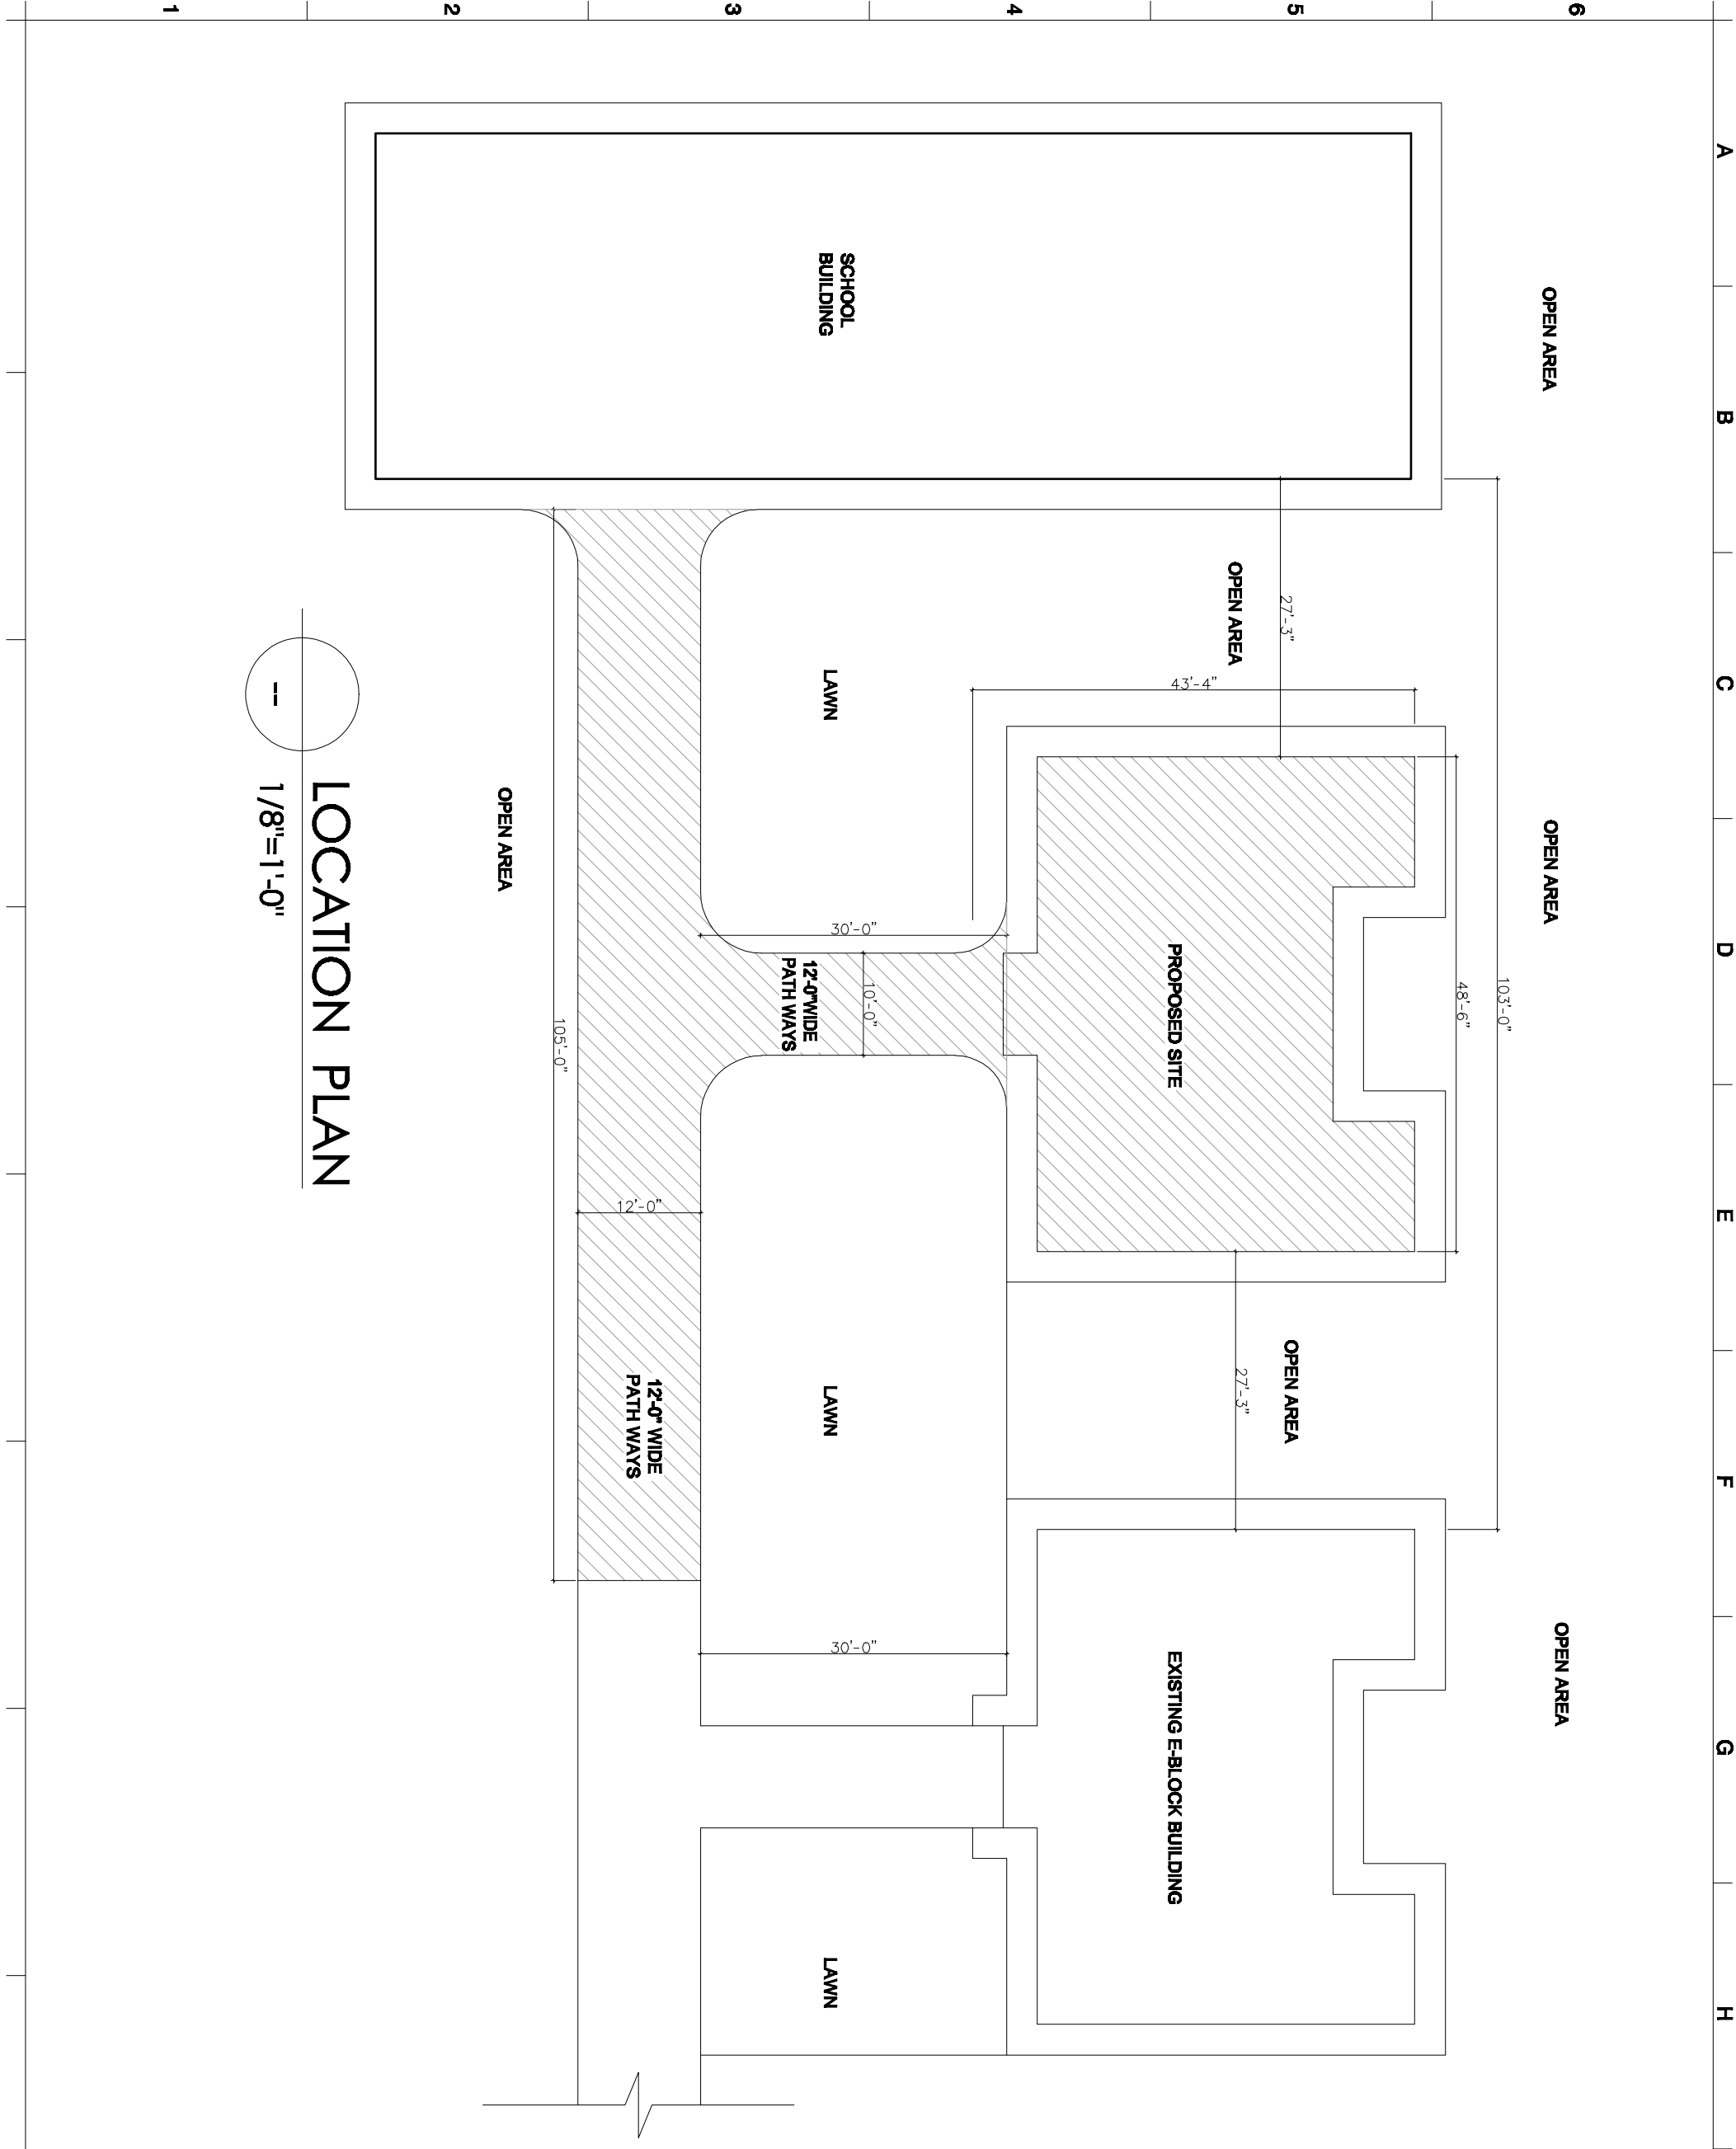 A
B
C
D
E
F
G
H
6
OPEN AREA
OPEN AREA
OPEN AREA
103'-0"
48'-6"
5
27'-3"
OPEN AREA
OPEN AREA
27'-3"
43'-4"
PROPOSED SITE
EXISTING E-BLOCK BUILDING
4
10'-0"
30'-0"
30'-0"
SCHOOL
BUILDING
LAWN
LAWN
LAWN
12'-0"WIDE
PATH WAYS
3
12'-0" WIDE
PATH WAYS
12'-0"
105'-0"
OPEN AREA
2
LOCATION PLAN
--
1/8"=1'-0"
1